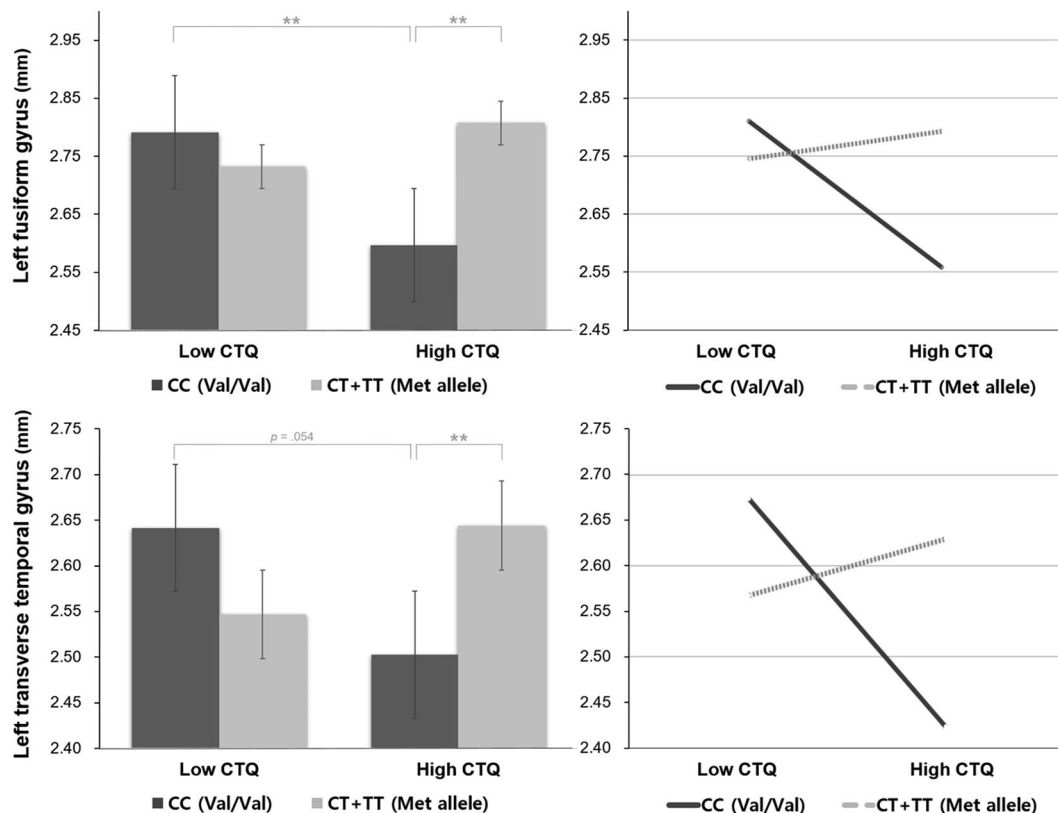 Left fusiform gyrus (mm)
2.95
2.85
2.75
2.65
2.55
2.45
**
**
Low CTQ
High CTQ
CC (Val/Val)
CT+TT (Met allele)
2.95
2.85
2.75
2.65
2.55
2.45
Low CTQ
High CTQ
CC (Val/Val)
CT+TT (Met allele)
Left transverse temporal gyrus (mm)
2.75
2.70
2.65
2.60
2.55
2.50
2.45
2.40
p = .054
**
Low CTQ
High CTQ
CC (Val/Val)
CT+TT (Met allele)
2.75
2.70
2.65
2.60
2.55
2.50
2.45
2.40
Low CTQ
High CTQ
CC (Val/Val)
CT+TT (Met allele)